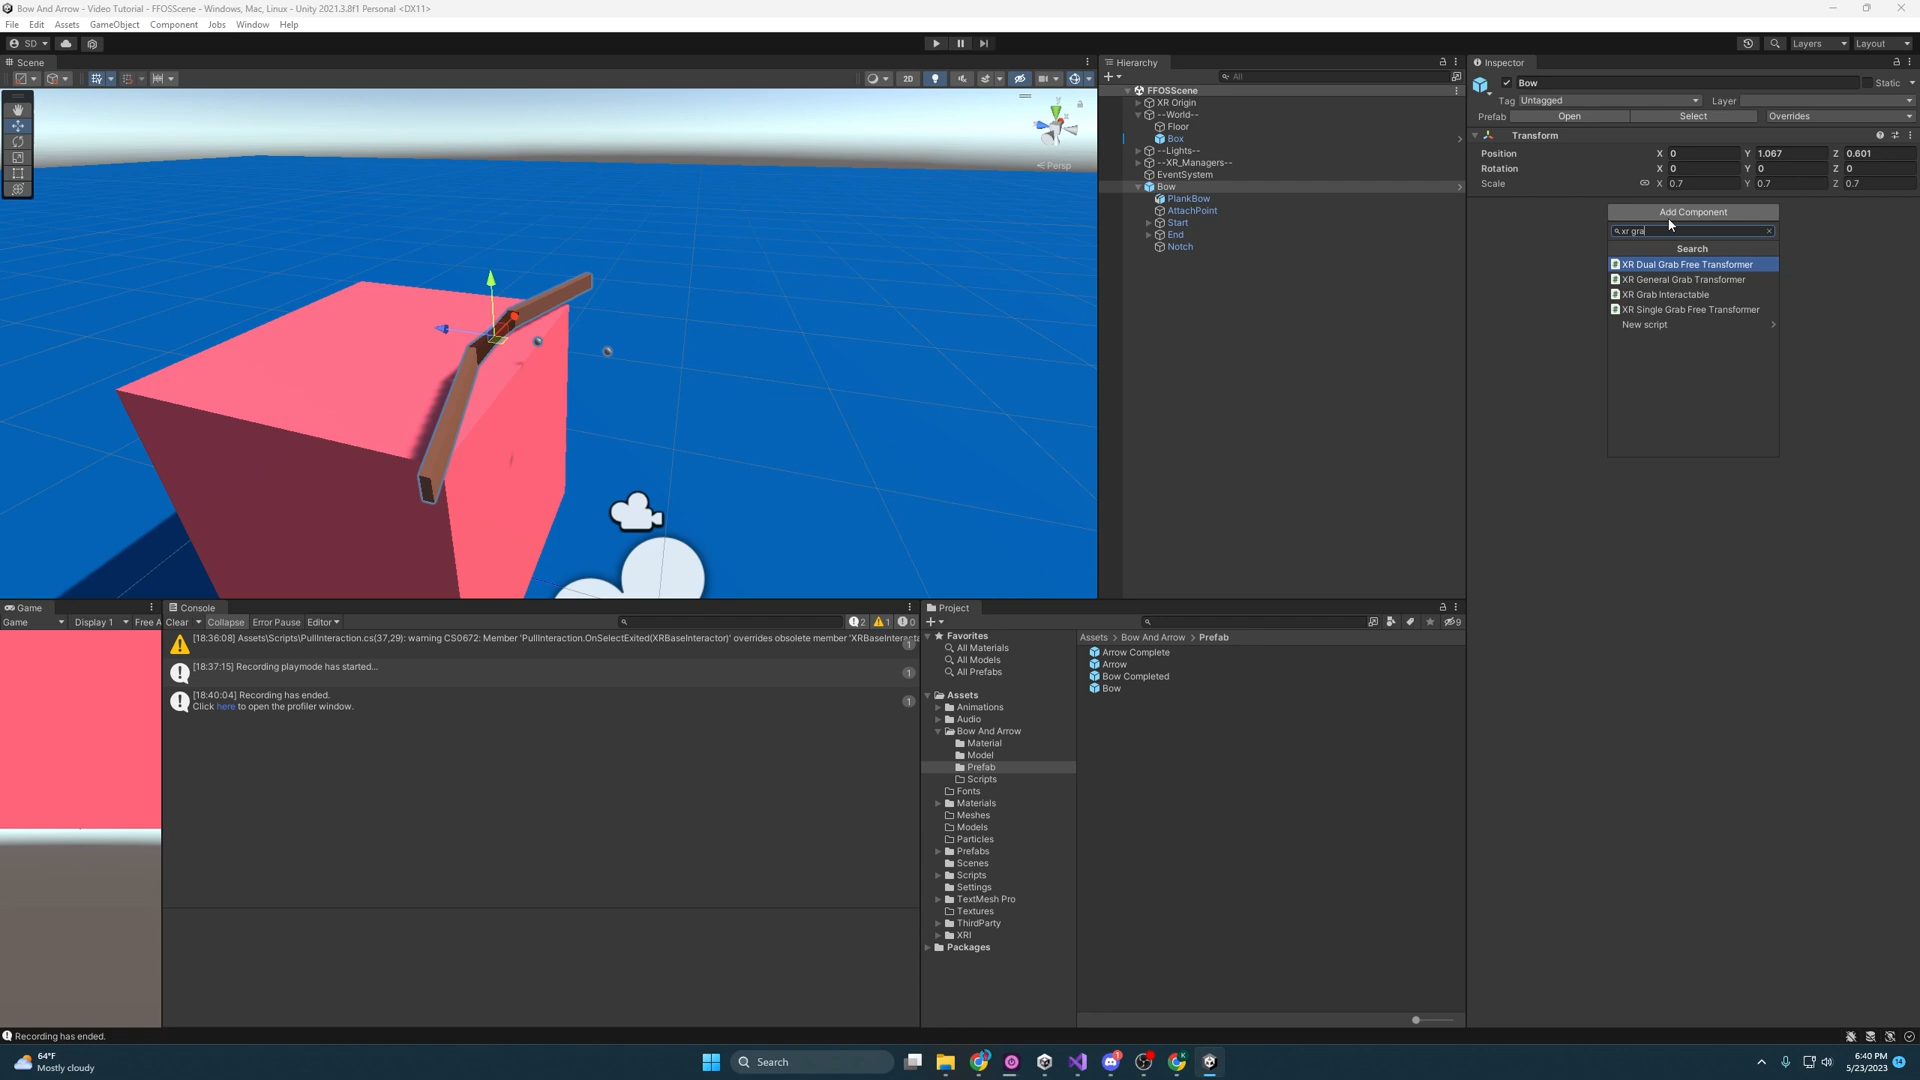 Bow And Arrow - Video Tutorial - FFOSScene - Windows, Mac, Linux - Unity 2021.3.8f1 Personal <DX11>
File Edit Assets GameObject Component Jobs Window Help
SD Layers Layout
Scene
2D
Persp
Hierarchy
All
FFOSScene
XR Origin
--World--
Floor
Box
--Lights--
--XR_Managers--
EventSystem
Bow
PlankBow
AttachPoint
Start
End
Notch
Inspector
Bow Static
Tag Untagged Layer
Prefab Open Select Overrides
Transform
Position X 0 Y 1.067 Z 0.601
Rotation X 0 Y 0 Z 0
Scale X 0.7 Y 0.7 Z 0.7
Add Component
xr gra
Search
XR Dual Grab Free Transformer
XR General Grab Transformer
XR Grab Interactable
XR Single Grab Free Transformer
New script
Game
Game Display 1 Free A
Console
Clear Collapse Error Pause Editor 2 1 0
[18:36:08] Assets\Scripts\PullInteraction.cs(37,29): warning CS0672: Member 'PullInteraction.OnSelectExited(XRBaseInteractor)' overrides obsolete member 'XRBaseInteracta
1
[18:37:15] Recording playmode has started...
1
[18:40:04] Recording has ended.
Click here to open the profiler window.
1
Project
9
Favorites
All Materials
All Models
All Prefabs
Assets
Animations
Audio
Bow And Arrow
Material
Model
Prefab
Scripts
Fonts
Materials
Meshes
Models
Particles
Prefabs
Scenes
Scripts
Settings
TextMesh Pro
Textures
ThirdParty
XRI
Packages
Assets > Bow And Arrow > Prefab
Arrow Complete
Arrow
Bow Completed
Bow
Recording has ended.
64°F
Mostly cloudy
Search
6:40 PM
5/23/2023
14